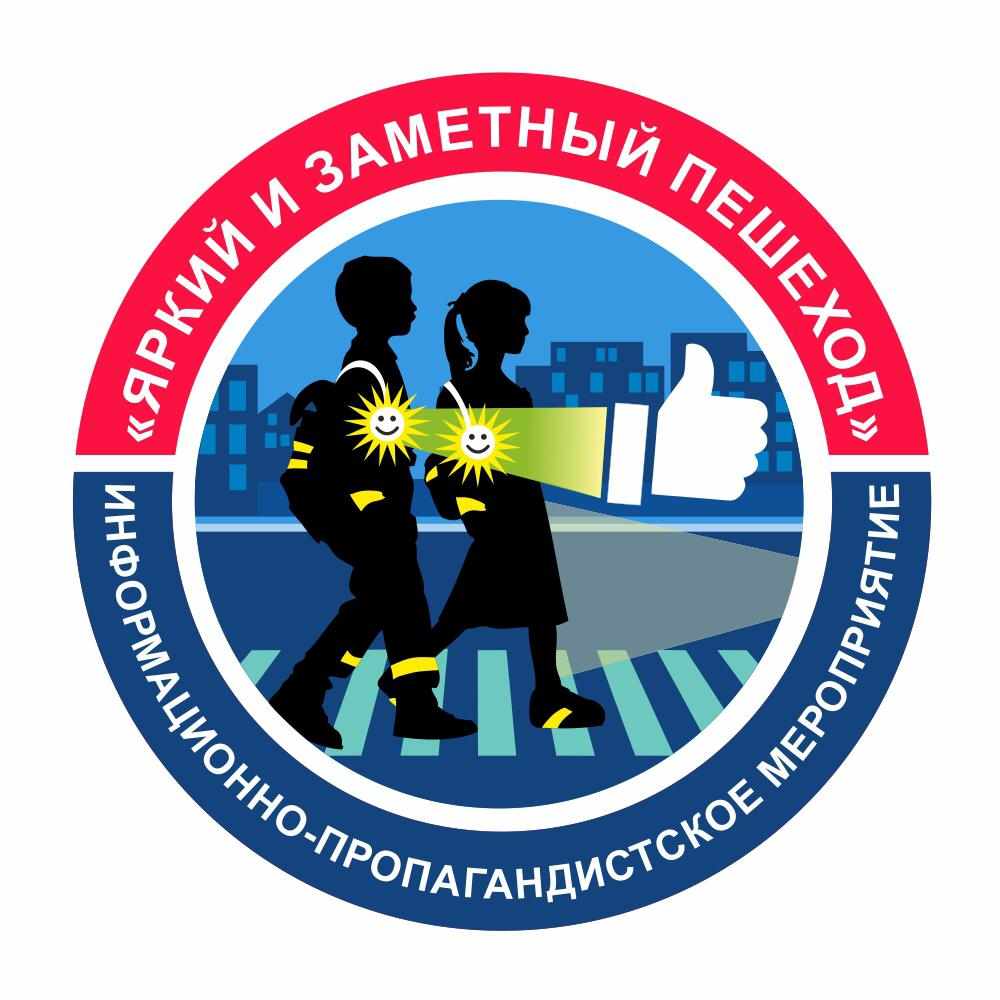 «ЯРКИЙ И ЗАМЕТНЫЙ ПЕШЕХОД»
ИНФОРМАЦИОННО-ПРОПАГАНДИСТСКОЕ МЕРОПРИЯТИЕ